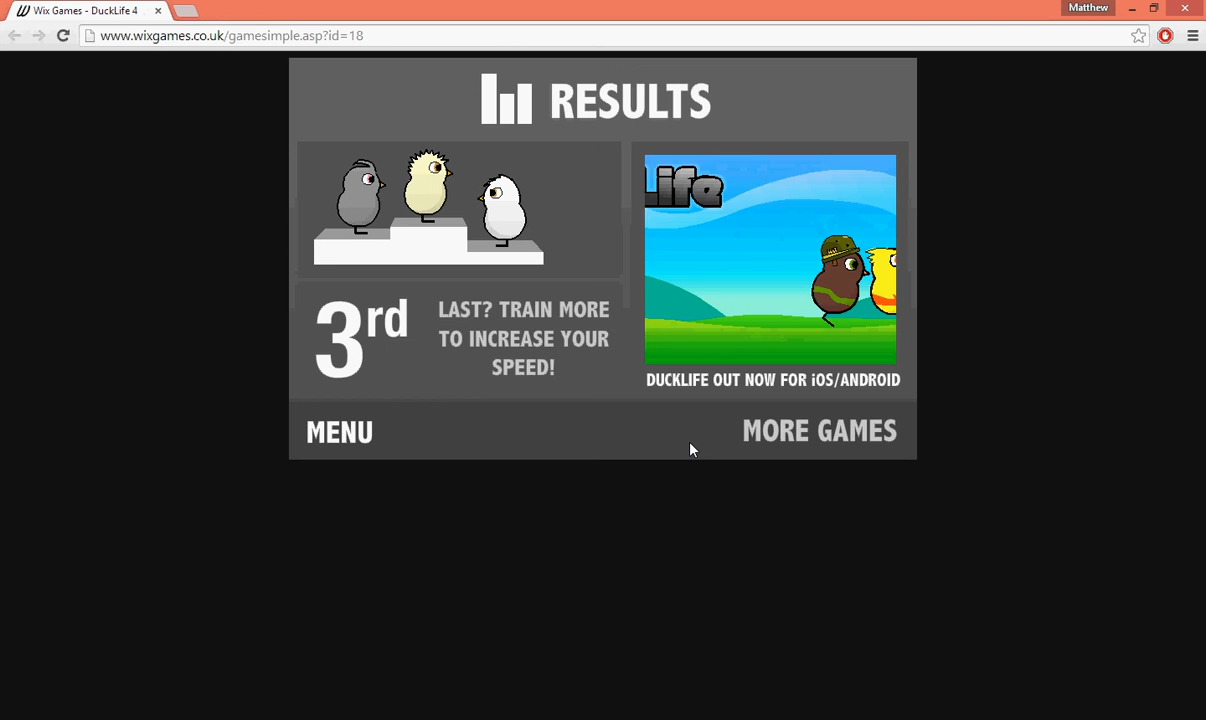 Wix Games - DuckLife 4
Matthew
www.wixgames.co.uk/gamesimple.asp?id=18
RESULTS
Life
3rd
LAST? TRAIN MORE
TO INCREASE YOUR
SPEED!
DUCKLIFE OUT NOW FOR iOS/ANDROID
MENU
MORE GAMES